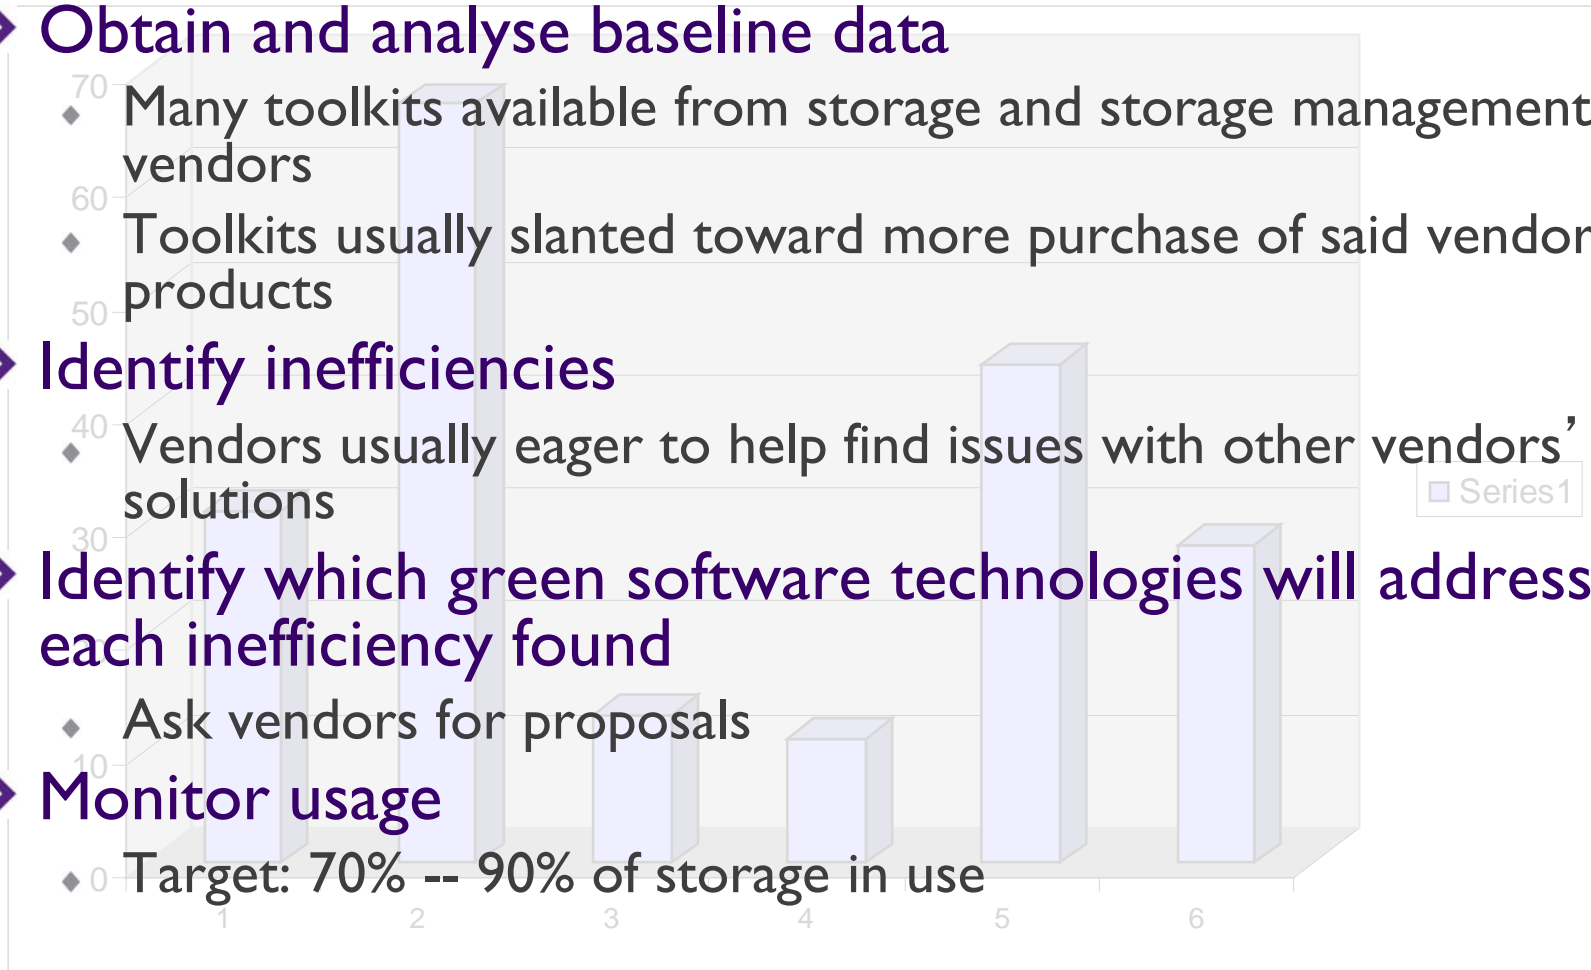 Obtain and analyse baseline data
70
Many toolkits available from storage and storage management
vendors
60
Toolkits usually slanted toward more purchase of said vendor
products
50
Identify inefficiencies
40
Vendors usually eager to help find issues with other vendors’
solutions
Series1
30
Identify which green software technologies will address
each inefficiency found
Ask vendors for proposals
10
Monitor usage
Target: 70% -- 90% of storage in use
0
1 2 3 4 5 6